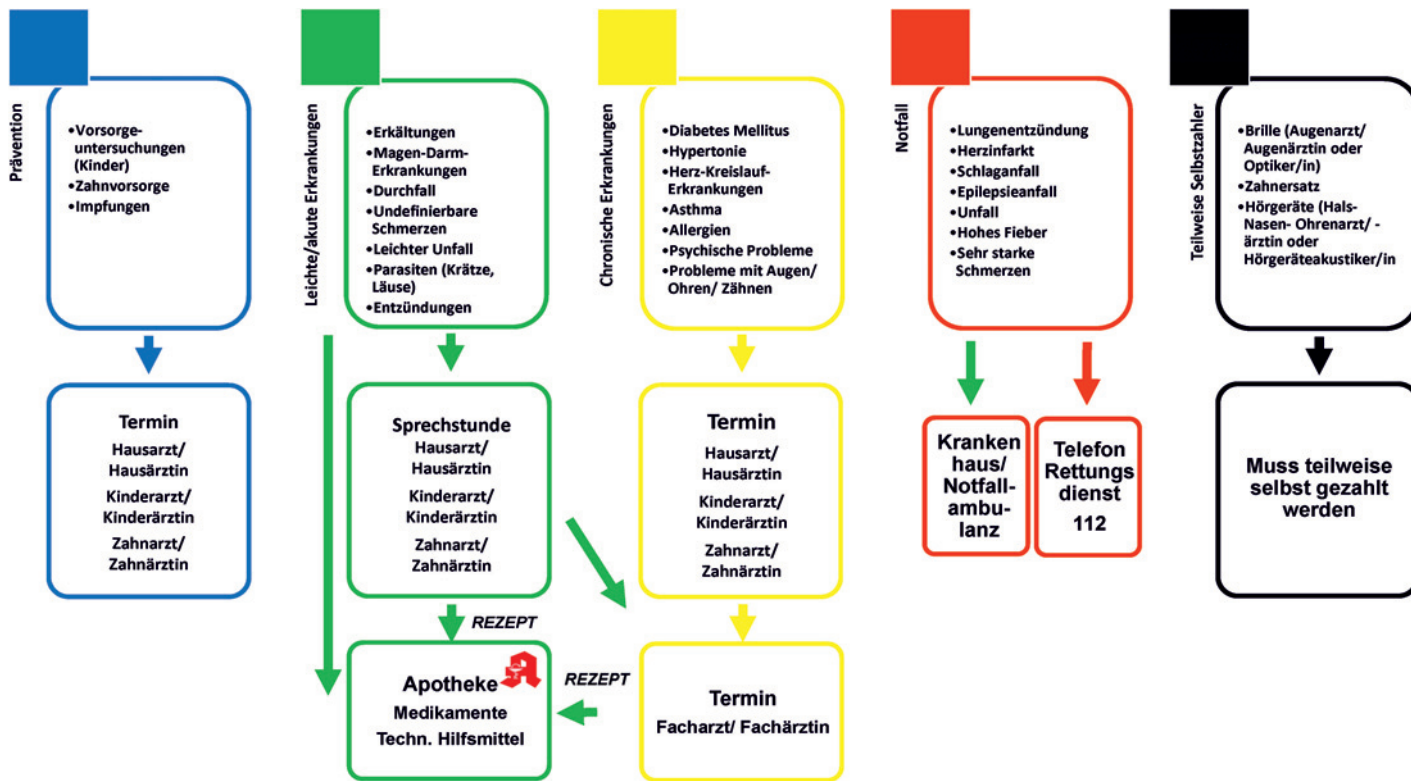 Prävention
•Vorsorge-
untersuchungen
(Kinder)
•Zahnvorsorge
•Impfungen
Termin
Hausarzt/
Hausärztin
Kinderarzt/
Kinderärztin
Zahnarzt/
Zahnärztin
Leichte/akute Erkrankungen
•Erkältungen
•Magen-Darm-
Erkrankungen
•Durchfall
•Undefinierbare
Schmerzen
•Leichter Unfall
•Parasiten (Krätze,
Läuse)
•Entzündungen
Sprechstunde
Hausarzt/
Hausärztin
Kinderarzt/
Kinderärztin
Zahnarzt/
Zahnärztin
REZEPT
Apotheke
Medikamente
Techn. Hilfsmittel
Chronische Erkrankungen
•Diabetes Mellitus
•Hypertonie
•Herz-Kreislauf-
Erkrankungen
•Asthma
•Allergien
•Psychische Probleme
•Probleme mit Augen/
Ohren/ Zähnen
Termin
Hausarzt/
Hausärztin
Kinderarzt/
Kinderärztin
Zahnarzt/
Zahnärztin
REZEPT
Termin
Facharzt/ Fachärztin
Notfall
•Lungenentzündung
•Herzinfarkt
•Schlaganfall
•Epilepsieanfall
•Unfall
•Hohes Fieber
•Sehr starke
Schmerzen
Kranken
haus/
Notfall-
ambu-
lanz
Telefon
Rettungs
dienst
112
Teilweise Selbstzahler
•Brille (Augenarzt/
Augenärztin oder
Optiker/in)
•Zahnersatz
•Hörgeräte (Hals-
Nasen- Ohrenarzt/ -
ärztin oder
Hörgeräteakustiker/in
Muss teilweise
selbst gezahlt
werden